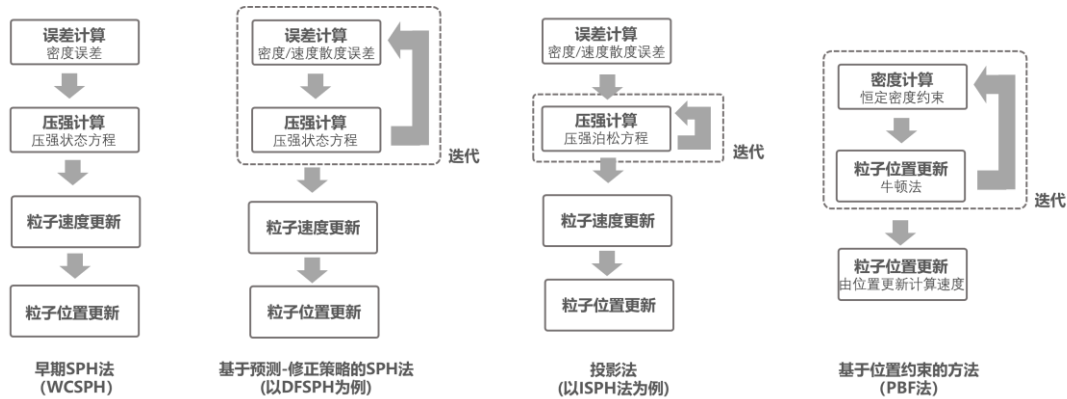 误差计算
密度误差
压强计算
压强状态方程
粒子速度更新
粒子位置更新
早期SPH法
（WCSPH）
误差计算
密度/速度散度误差
压强计算
压强状态方程
迭代
粒子速度更新
粒子位置更新
基于预测-修正策略的SPH法
（以DFSPH为例）
误差计算
密度/速度散度误差
压强计算
压强泊松方程
迭代
粒子速度更新
粒子位置更新
投影法
（以ISPH法为例）
密度计算
恒定密度约束
粒子位置更新
牛顿法
迭代
粒子位置更新
由位置更新计算速度
基于位置约束的方法
（PBF法）